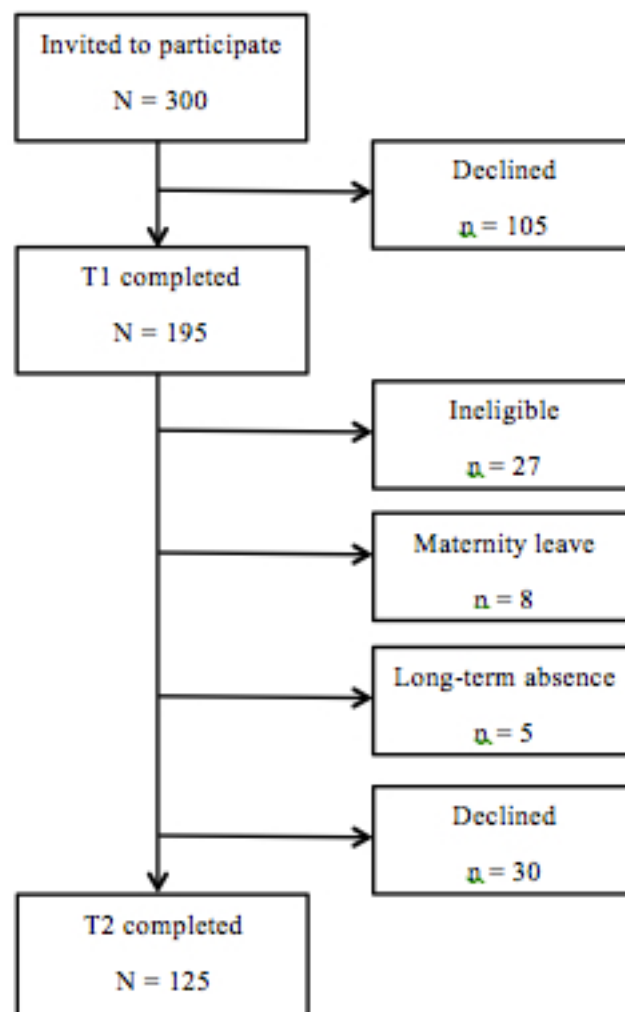 Invited to participate
N = 300
Declined
n = 105
T1 completed
N = 195
Ineligible
n = 27
Maternity leave
n = 8
Long-term absence
n = 5
Declined
n = 30
T2 completed
N = 125